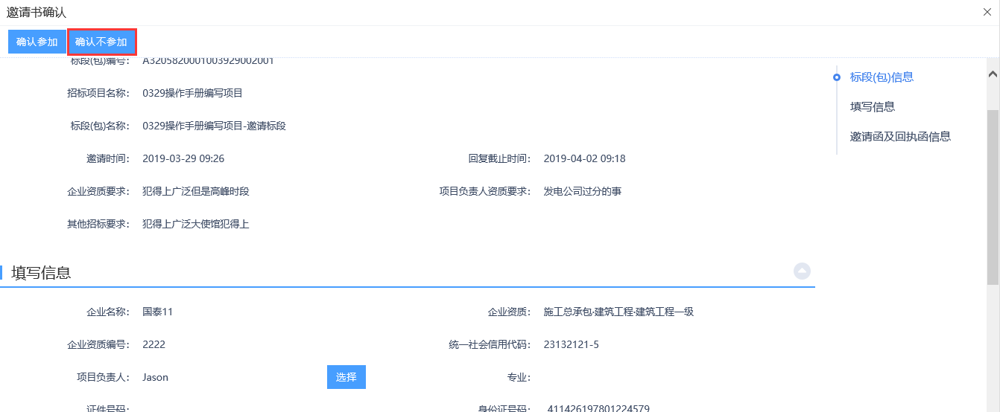 邀请书确认
确认参加 确认不参加
标段(包)编号： A3205820001003929002001
招标项目名称： 0329操作手册编写项目
标段(包)名称： 0329操作手册编写项目-邀请标段
邀请时间： 2019-03-29 09:26 回复截止时间： 2019-04-02 09:18
企业资质要求： 犯得上广泛但是高峰时段 项目负责人资质要求： 发电公司过分的事
其他招标要求： 犯得上广泛大使馆犯得上
填写信息
企业名称： 国泰11 企业资质： 施工总承包·建筑工程·建筑工程一级
企业资质编号： 2222 统一社会信用代码： 23132121-5
项目负责人： Jason 选择 专业：
证件号码： 身份证号码： 411426197801224579
标段(包)信息
填写信息
邀请函及回执函信息